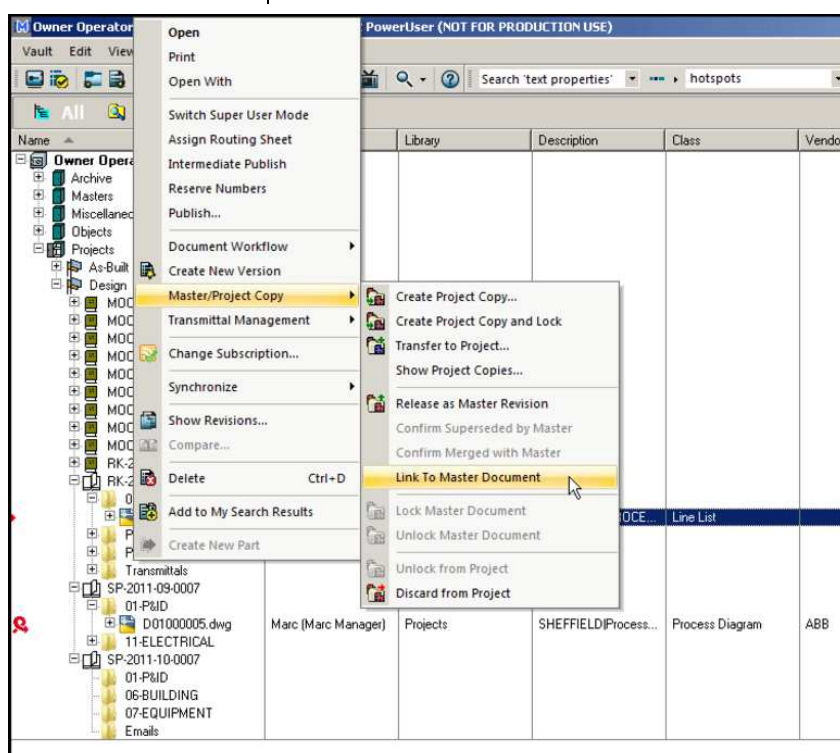 Owner Operator PowerUser (NOT FOR PRODUCTION USE)
Vault Edit View
Search 'text properties' hotspots
All
Name Library Description Class Vendo
Owner Opera
Archive
Masters
Miscellanec
Objects
Projects
As-Built
Design
MOC
MOC
MOC
MOC
MOC
MOC
MOC
MOC
MOC
RK-2
RK-2
0
OCE... Line List
P
P
Transmittals
SP-2011-09-0007
01-P&ID
D01000005.dwg Marc (Marc Manager) Projects SHEFFIELD|Process... Process Diagram ABB
11-ELECTRICAL
SP-2011-10-0007
01-P&ID
06-BUILDING
07-EQUIPMENT
Emails
Open
Print
Open With
Switch Super User Mode
Assign Routing Sheet
Intermediate Publish
Reserve Numbers
Publish...
Document Workflow
Create New Version
Master/Project Copy
Transmittal Management
Change Subscription...
Synchronize
Show Revisions...
Compare...
Delete Ctrl+D
Add to My Search Results
Create New Part
Create Project Copy...
Create Project Copy and Lock
Transfer to Project...
Show Project Copies...
Release as Master Revision
Confirm Superseded by Master
Confirm Merged with Master
Link To Master Document
Lock Master Document
Unlock Master Document
Unlock from Project
Discard from Project